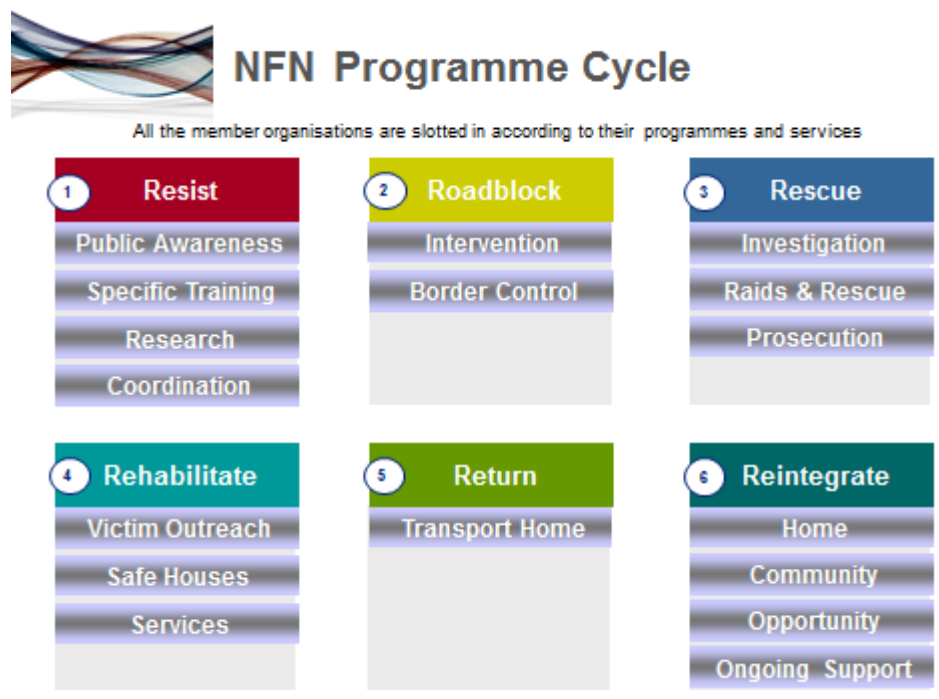 NFN Programme Cycle
All the member organisations are slotted in according to their programmes and services
1 Resist
Public Awareness
Specific Training
Research
Coordination
2 Roadblock
Intervention
Border Control
3 Rescue
Investigation
Raids & Rescue
Prosecution
4 Rehabilitate
Victim Outreach
Safe Houses
Services
5 Return
Transport Home
6 Reintegrate
Home
Community
Opportunity
Ongoing Support